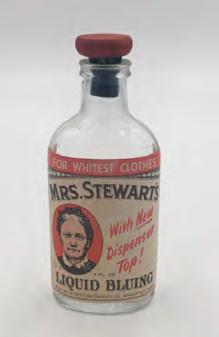 FOR WHITEST CLOTHES
MRS. STEWART'S
With New
Dispenser
Top!
LIQUID BLUING